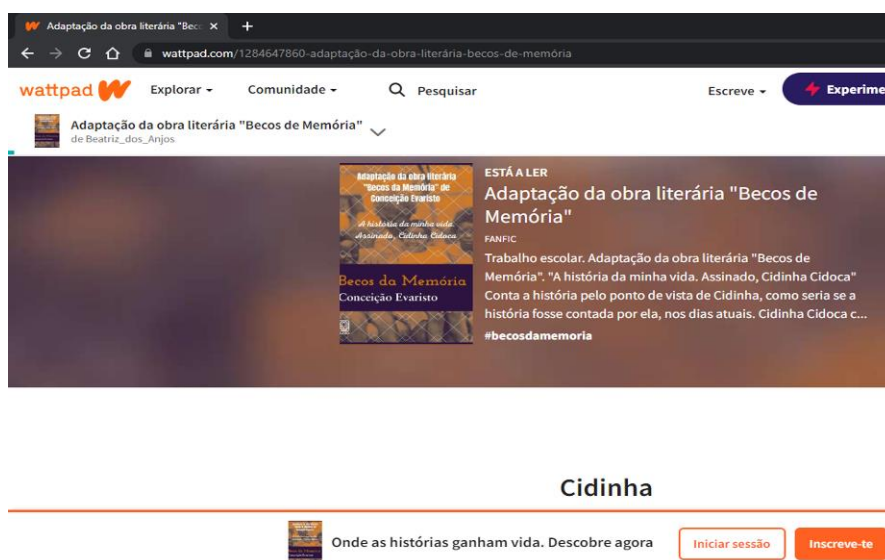 Adaptação da obra literária "Bec
wattpad.com/1284647860-adaptação-da-obra-literária-becos-de-memória
wattpad Explorar Comunidade Pesquisar Escreve Experime
Adaptação da obra literária "Becos de Memória"
de Beatriz_dos_Anjos
Adaptação da obra literária
"Becos da Memória" de
Conceição Evaristo
A história da minha vida.
Assinado, Cidinha Cidoca
Becos da Memória
Conceição Evaristo
ESTÁ A LER
Adaptação da obra literária "Becos de
Memória"
FANFIC
Trabalho escolar. Adaptação da obra literária "Becos de
Memória". "A história da minha vida. Assinado, Cidinha Cidoca"
Conta a história pelo ponto de vista de Cidinha, como seria se a
história fosse contada por ela, nos dias atuais. Cidinha Cidoca c...
#becosdamemoria
Cidinha
Onde as histórias ganham vida. Descobre agora Iniciar sessão Inscreve-te